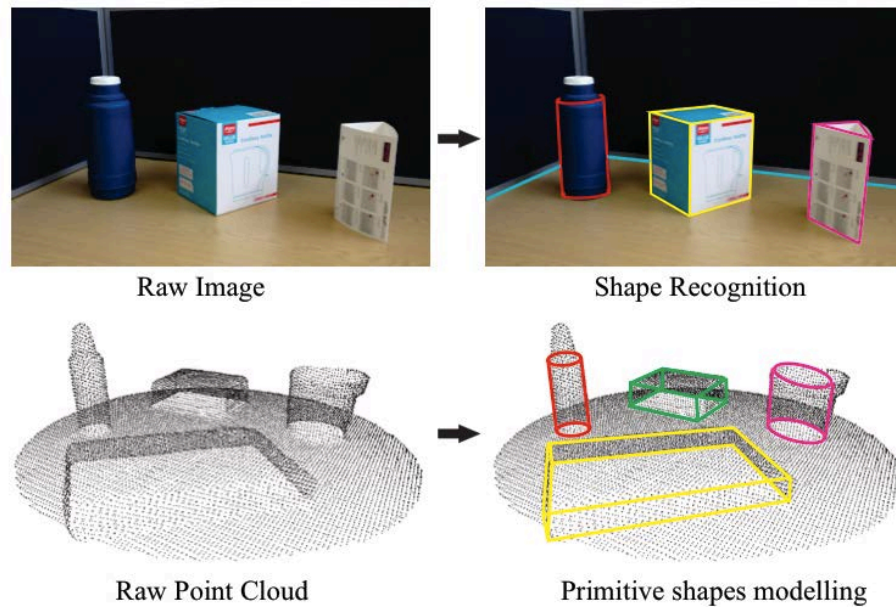 Raw Image
Shape Recognition
Raw Point Cloud
Primitive shapes modelling